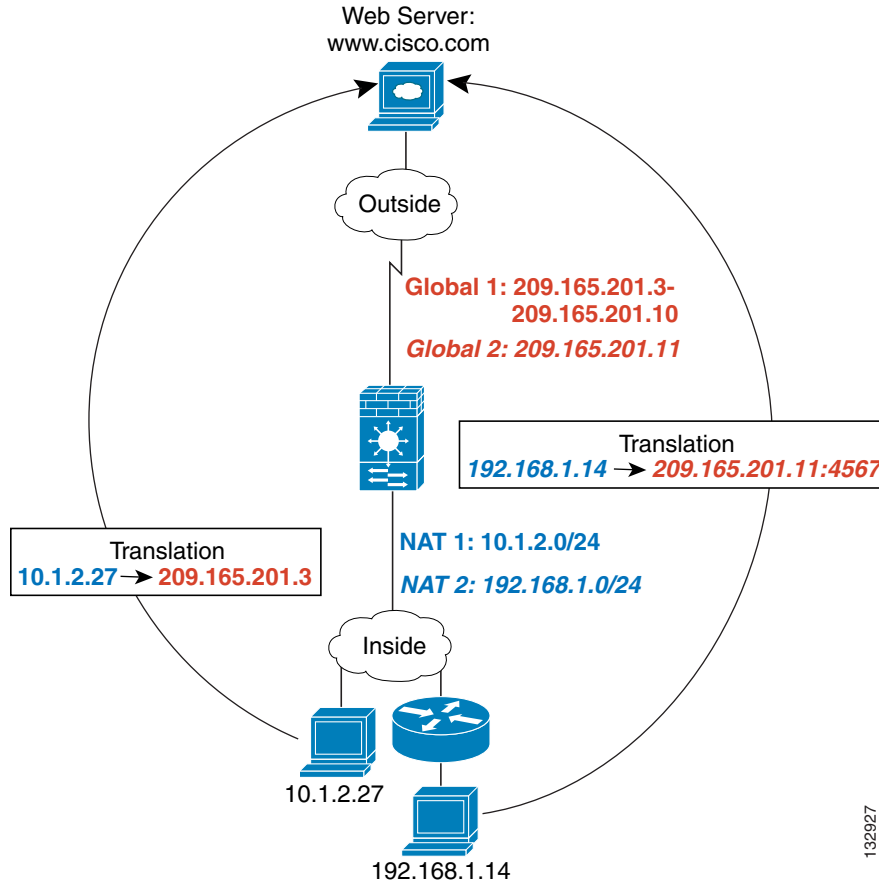 Web Server:
www.cisco.com
Outside
Global 1: 209.165.201.3-
209.165.201.10
Global 2: 209.165.201.11
Translation
192.168.1.14 → 209.165.201.11:4567
NAT 1: 10.1.2.0/24
NAT 2: 192.168.1.0/24
Translation
10.1.2.27 → 209.165.201.3
Inside
10.1.2.27
192.168.1.14
132927